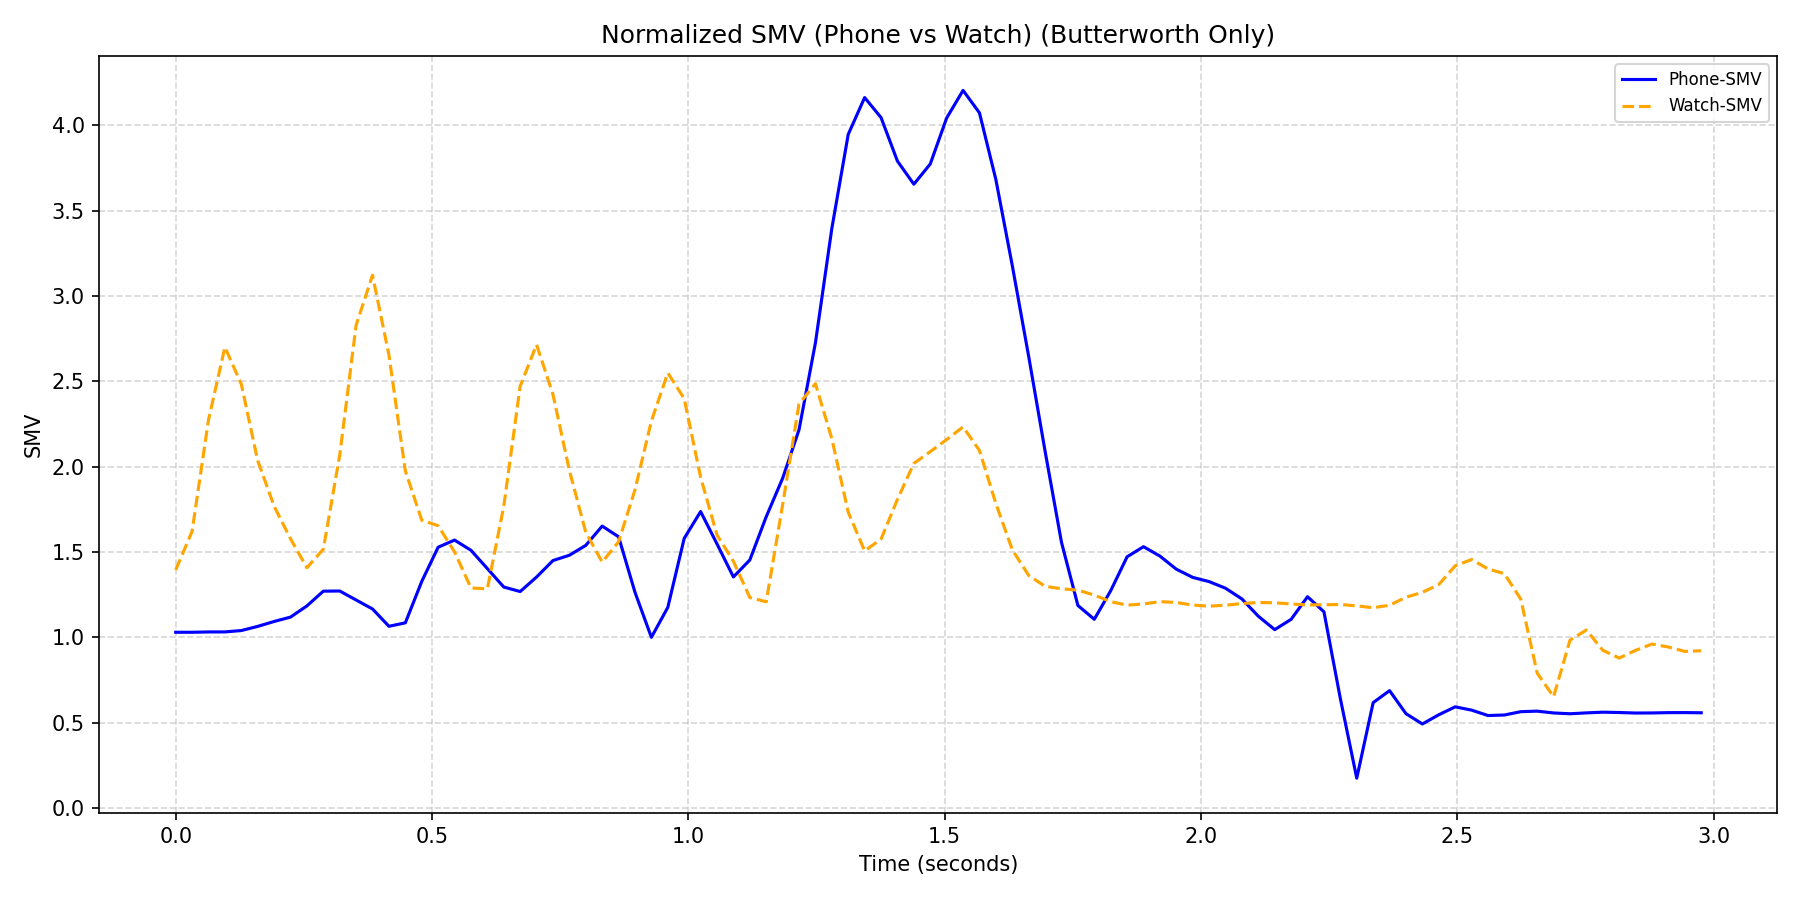 Normalized SMV (Phone vs Watch) (Butterworth Only)
Phone-SMV
Watch-SMV
SMV
4.0
3.5
3.0
2.5
2.0
1.5
1.0
0.5
0.0
0.0 0.5 1.0 1.5 2.0 2.5 3.0
Time (seconds)